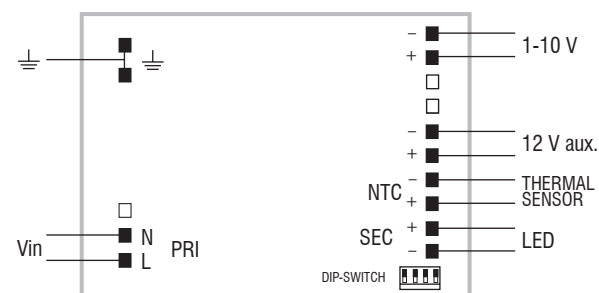 − 1-10 V
+
− 12 V aux.
+
NTC − THERMAL
+ SENSOR
N
Vin PRI
L
SEC + LED
−
DIP-SWITCH